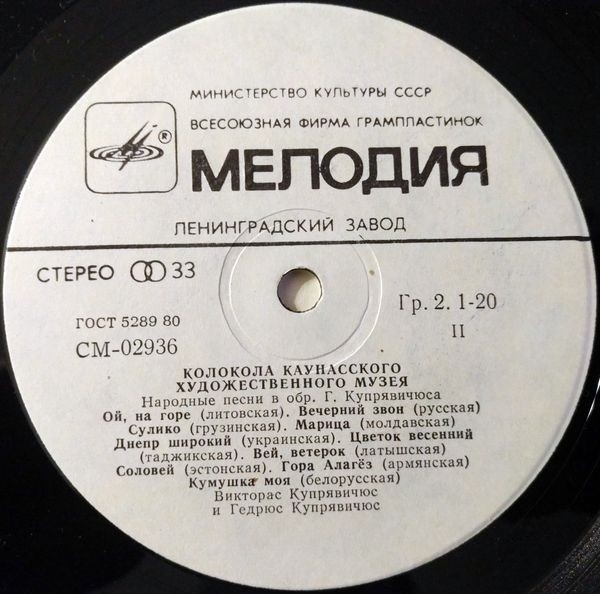 МИНИСТЕРСТВО КУЛЬТУРЫ СССР
ВСЕСОЮЗНАЯ ФИРМА ГРАМПЛАСТИНОК
®
МЕЛОДИЯ
ЛЕНИНГРАДСКИЙ ЗАВОД
СТЕРЕО 33
Гр. 2. 1-20
ГОСТ 5289 80
II
СМ-02936
КОЛОКОЛА КАУНАССКОГО
ХУДОЖЕСТВЕННОГО МУЗЕЯ
Народные песни в обр. Г. Купрявичюса
Ой, на горе (литовская). Вечерний звон (русская)
Сулико (грузинская). Марица (молдавская)
Днепр широкий (украинская). Цветок весенний
(таджикская). Вей, ветерок (латышская)
Соловей (эстонская). Гора Алагёз (армянская)
Кумушка моя (белорусская)
Викторас Купрявичюс
и Гедрюс Купрявичюс